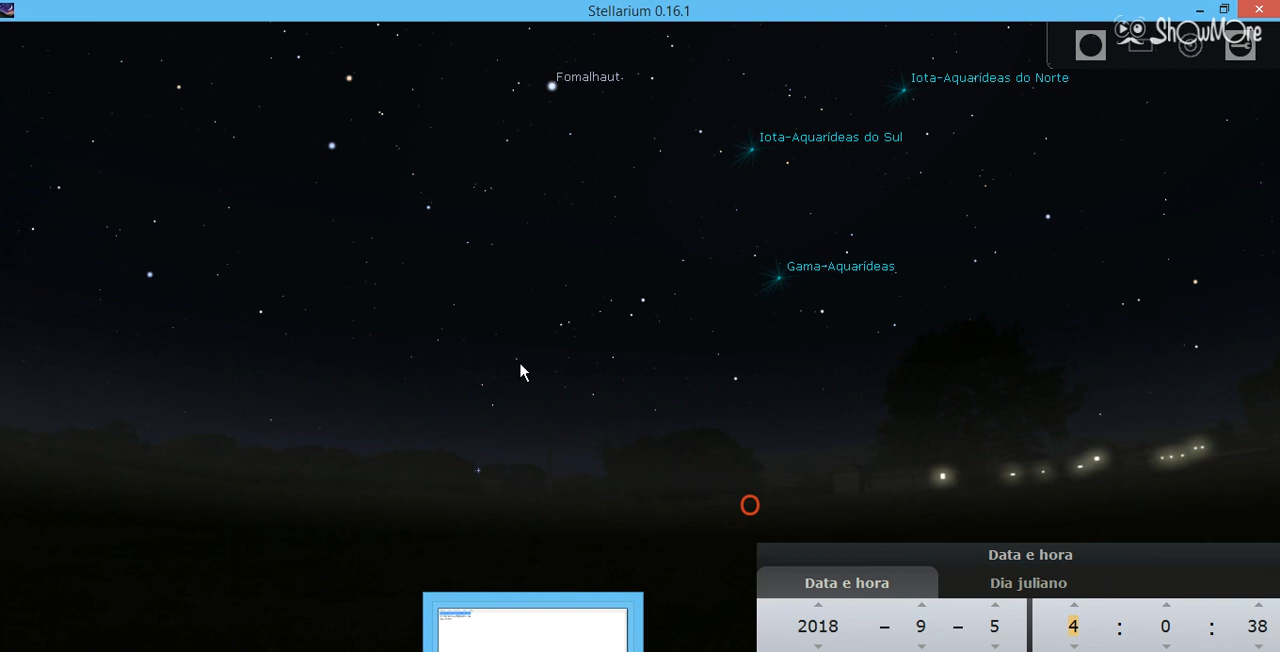 Stellarium 0.16.1
ShowMore
Fomalhaut
Iota-Aquarídeas do Norte
Iota-Aquarídeas do Sul
Gama-Aquarídeas
O
Data e hora
Data e hora Dia juliano
2018 - 9 - 5 4 : 0 : 38